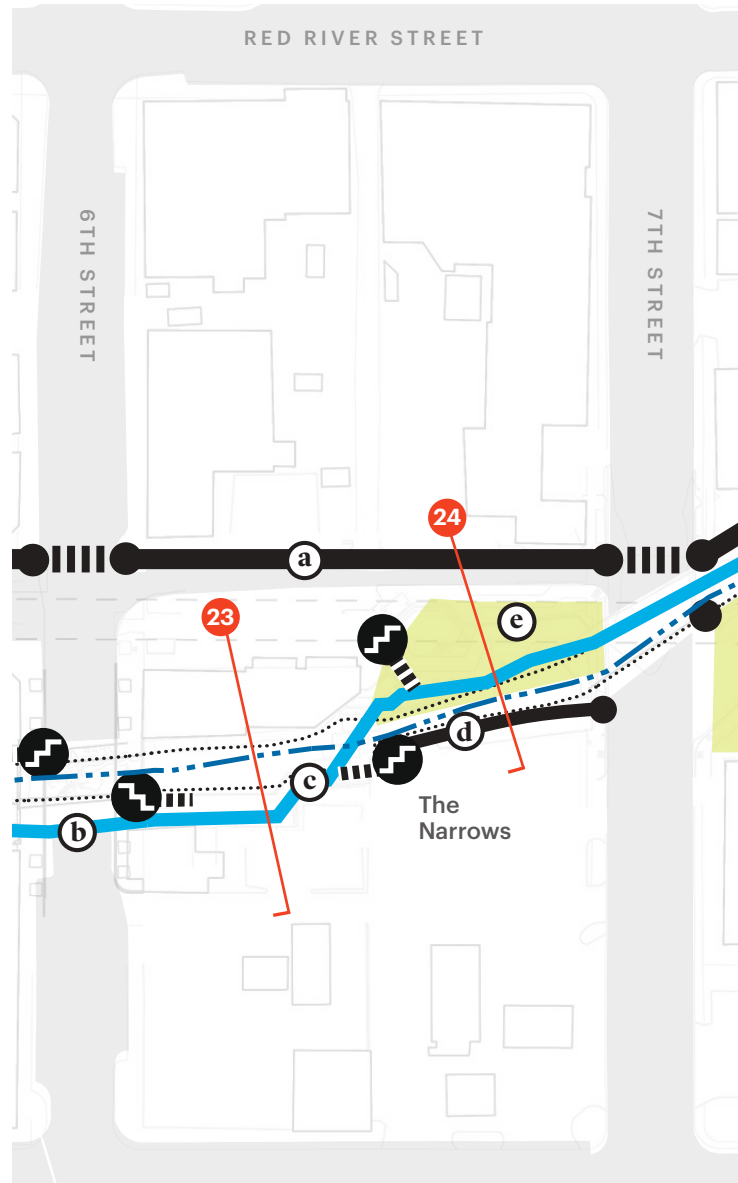 RED RIVER STREET
6TH STREET
7TH STREET
24
a
23
e
d
c
The
Narrows
b